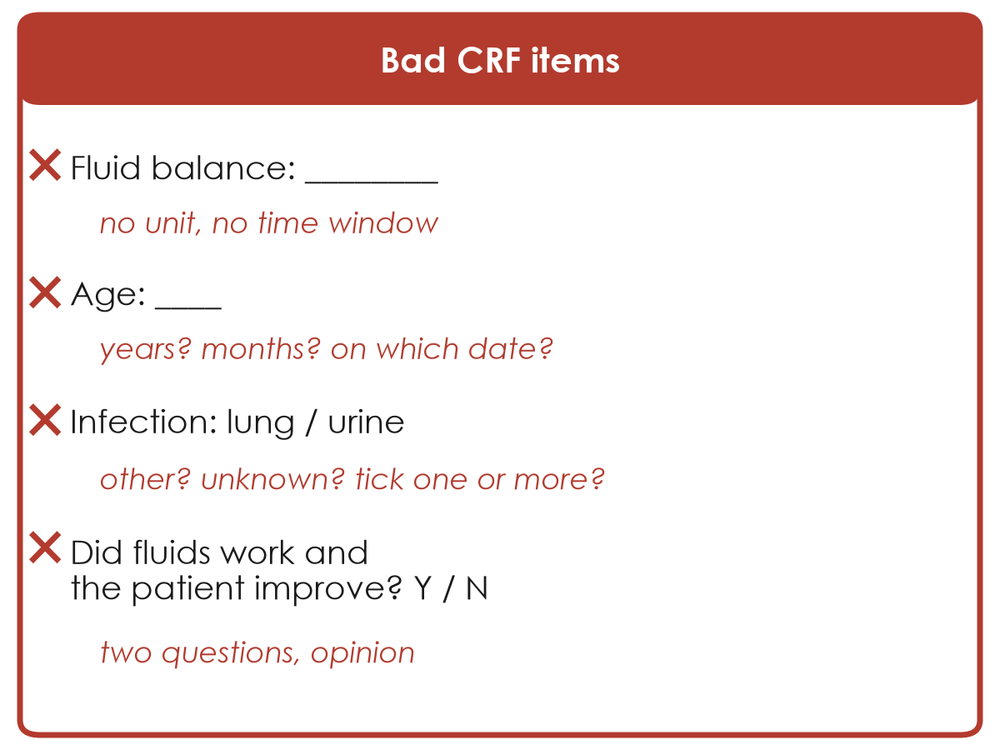 Bad CRF items
Fluid balance: ________
no unit, no time window
Age: ____
years? months? on which date?
Infection: lung / urine
other? unknown? tick one or more?
Did fluids work and
the patient improve? Y / N
two questions, opinion